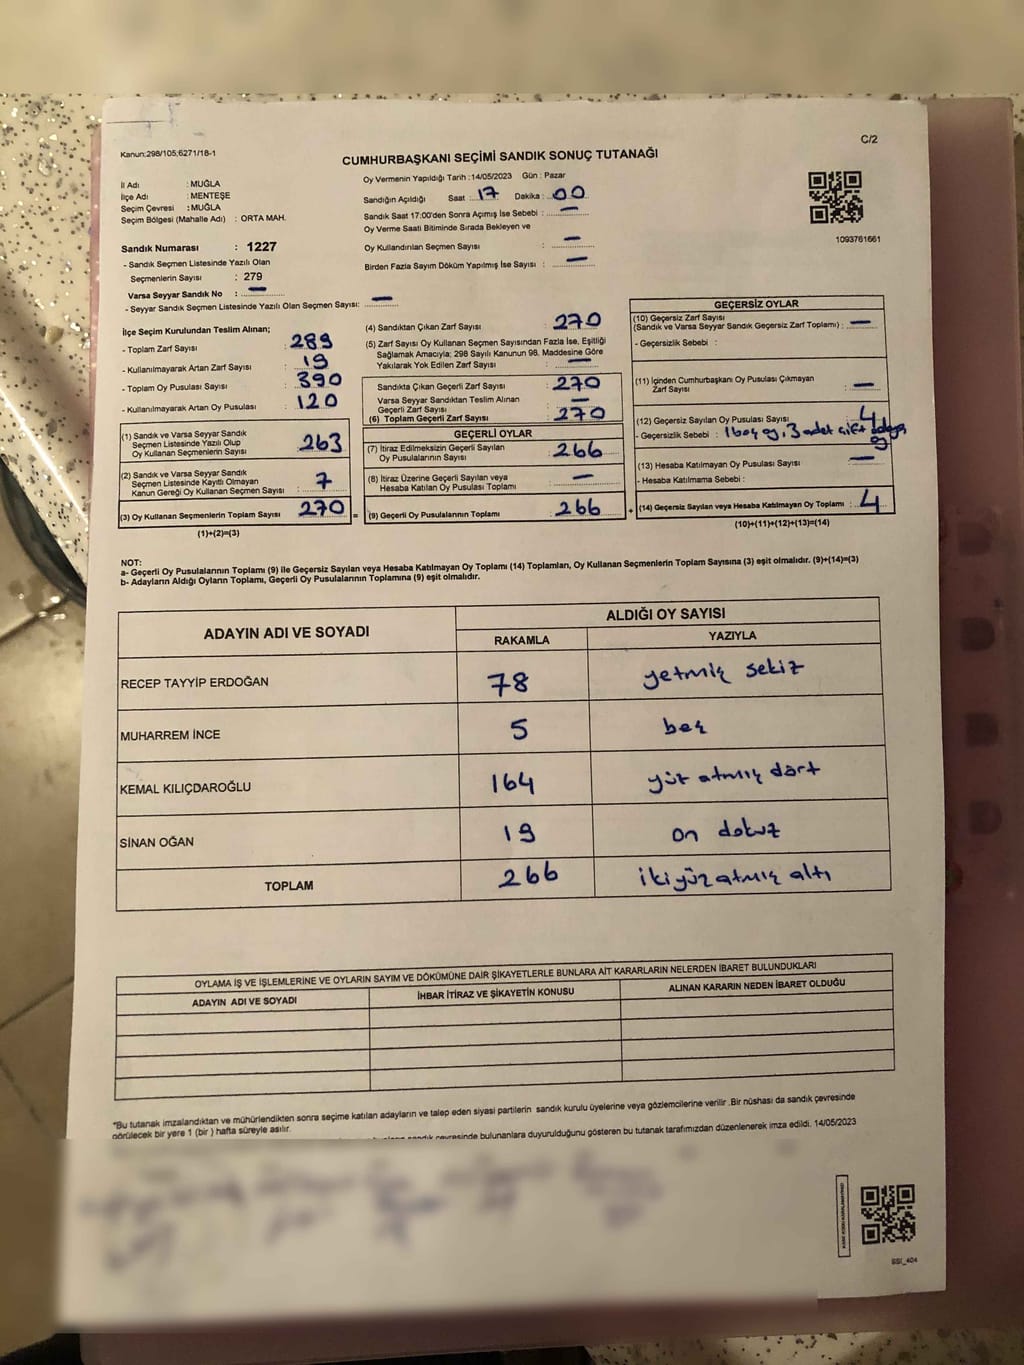 C/2
Kanun:298/105;6271/18-1
CUMHURBAŞKANI SEÇİMİ SANDIK SONUÇ TUTANAĞI
İl Adı : MUĞLA
İlçe Adı : MENTEŞE
Seçim Çevresi : MUĞLA
Seçim Bölgesi (Mahalle Adı) : ORTA MAH.
Sandık Numarası : 1227
- Sandık Seçmen Listesinde Yazılı Olan
Seçmenlerin Sayısı : 279
Varsa Seyyar Sandık No : —
- Seyyar Sandık Seçmen Listesinde Yazılı Olan Seçmen Sayısı: —
Oy Vermenin Yapıldığı Tarih :14/05/2023 Gün : Pazar
Sandığın Açıldığı Saat : 17 Dakika : 00
Sandık Saat 17:00'den Sonra Açımış İse Sebebi : —
Oy Verme Saati Bitiminde Sırada Bekleyen ve
Oy Kullandırılan Seçmen Sayısı : —
Birden Fazla Sayım Döküm Yapılmış İse Sayısı : —
1093761661
İlçe Seçim Kurulundan Teslim Alınan;
- Toplam Zarf Sayısı : 289
- Kullanılmayarak Artan Zarf Sayısı : 19
- Toplam Oy Pusulası Sayısı : 390
- Kullanılmayarak Artan Oy Pusulası : 120
(1) Sandık ve Varsa Seyyar Sandık
Seçmen Listesinde Yazılı Olup
Oy Kullanan Seçmenlerin Sayısı : 263
(2) Sandık ve Varsa Seyyar Sandık
Seçmen Listesinde Kayıtlı Olmayan
Kanun Gereği Oy Kullanan Seçmen Sayısı : 7
(3) Oy Kullanan Seçmenlerin Toplam Sayısı : 270
(1)+(2)=(3)
(4) Sandıktan Çıkan Zarf Sayısı : 270
(5) Zarf Sayısı Oy Kullanan Seçmen Sayısından Fazla İse, Eşitliği
Sağlamak Amacıyla; 298 Sayılı Kanunun 98. Maddesine Göre
Yakılarak Yok Edilen Zarf Sayısı : —
Sandıkta Çıkan Geçerli Zarf Sayısı : 270
Varsa Seyyar Sandıktan Teslim Alınan
Geçerli Zarf Sayısı : —
(6) Toplam Geçerli Zarf Sayısı : 270
GEÇERLİ OYLAR
(7) İtiraz Edilmeksizin Geçerli Sayılan
Oy Pusulalarının Sayısı : 266
(8) İtiraz Üzerine Geçerli Sayılan veya
Hesaba Katılan Oy Pusulası Toplamı : —
= (9) Geçerli Oy Pusulalarının Toplamı : 266
GEÇERSİZ OYLAR
(10) Geçersiz Zarf Sayısı
(Sandık ve Varsa Seyyar Sandık Geçersiz Zarf Toplamı) : —
- Geçersizlik Sebebi :
(11) İçinden Cumhurbaşkanı Oy Pusulası Çıkmayan
Zarf Sayısı : —
(12) Geçersiz Sayılan Oy Pusulası Sayısı : 4
- Geçersizlik Sebebi : 1 boş oy, 3 adet çift
oy
(13) Hesaba Katılmayan Oy Pusulası Sayısı : —
- Hesaba Katılmama Sebebi :
+ (14) Geçersiz Sayılan veya Hesaba Katılmayan Oy Toplamı : 4
(10)+(11)+(12)+(13)=(14)
NOT:
a- Geçerli Oy Pusulalarının Toplamı (9) ile Geçersiz Sayılan veya Hesaba Katılmayan Oy Toplamı (14) Toplamları, Oy Kullanan Seçmenlerin Toplam Sayısına (3) eşit olmalıdır. (9)+(14)=(3)
b- Adayların Aldığı Oyların Toplamı, Geçerli Oy Pusulalarının Toplamına (9) eşit olmalıdır.
ADAYIN ADI VE SOYADI
ALDIĞI OY SAYISI
RAKAMLA YAZIYLA
RECEP TAYYİP ERDOĞAN 78 yetmiş sekiz
MUHARREM İNCE 5 beş
KEMAL KILIÇDAROĞLU 164 yüz atmış dört
SİNAN OĞAN 19 on dokuz
TOPLAM 266 ikiyüz atmış altı
OYLAMA İŞ VE İŞLEMLERİNE VE OYLARIN SAYIM VE DÖKÜMÜNE DAİR ŞİKAYETLERLE BUNLARA AİT KARARLARIN NELERDEN İBARET BULUNDUKLARI
ADAYIN ADI VE SOYADI İHBAR İTİRAZ VE ŞİKAYETİN KONUSU ALINAN KARARIN NEDEN İBARET OLDUĞU
*Bu tutanak imzalandıktan ve mühürlendikten sonra seçime katılan adayların ve talep eden siyasi partilerin sandık kurulu üyelerine veya gözlemcilerine verilir .Bir nüshası da sandık çevresinde
görülecek bir yere 1 (bir ) hafta süreyle asılır.
sandık çevresinde bulunanlara duyurulduğunu gösteren bu tutanak tarafımızdan düzenlenerek imza edildi. 14/05/2023
SSI_404